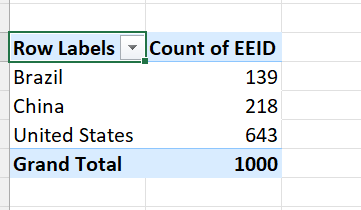 Row Labels Count of EEID
Brazil 139
China 218
United States 643
Grand Total 1000